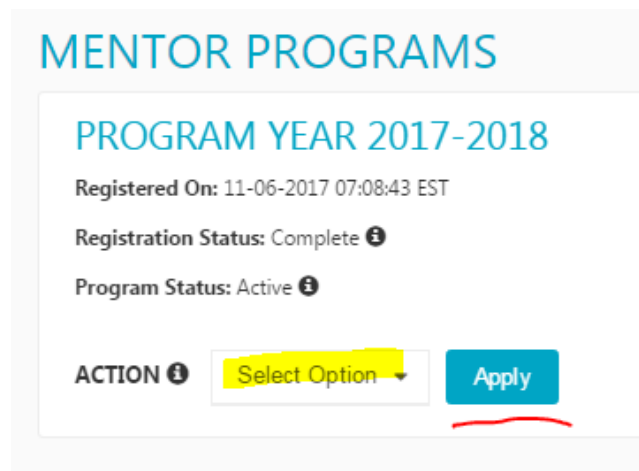 MENTOR PROGRAMS
PROGRAM YEAR 2017-2018
Registered On: 11-06-2017 07:08:43 EST
Registration Status: Complete
Program Status: Active
ACTION Select Option Apply